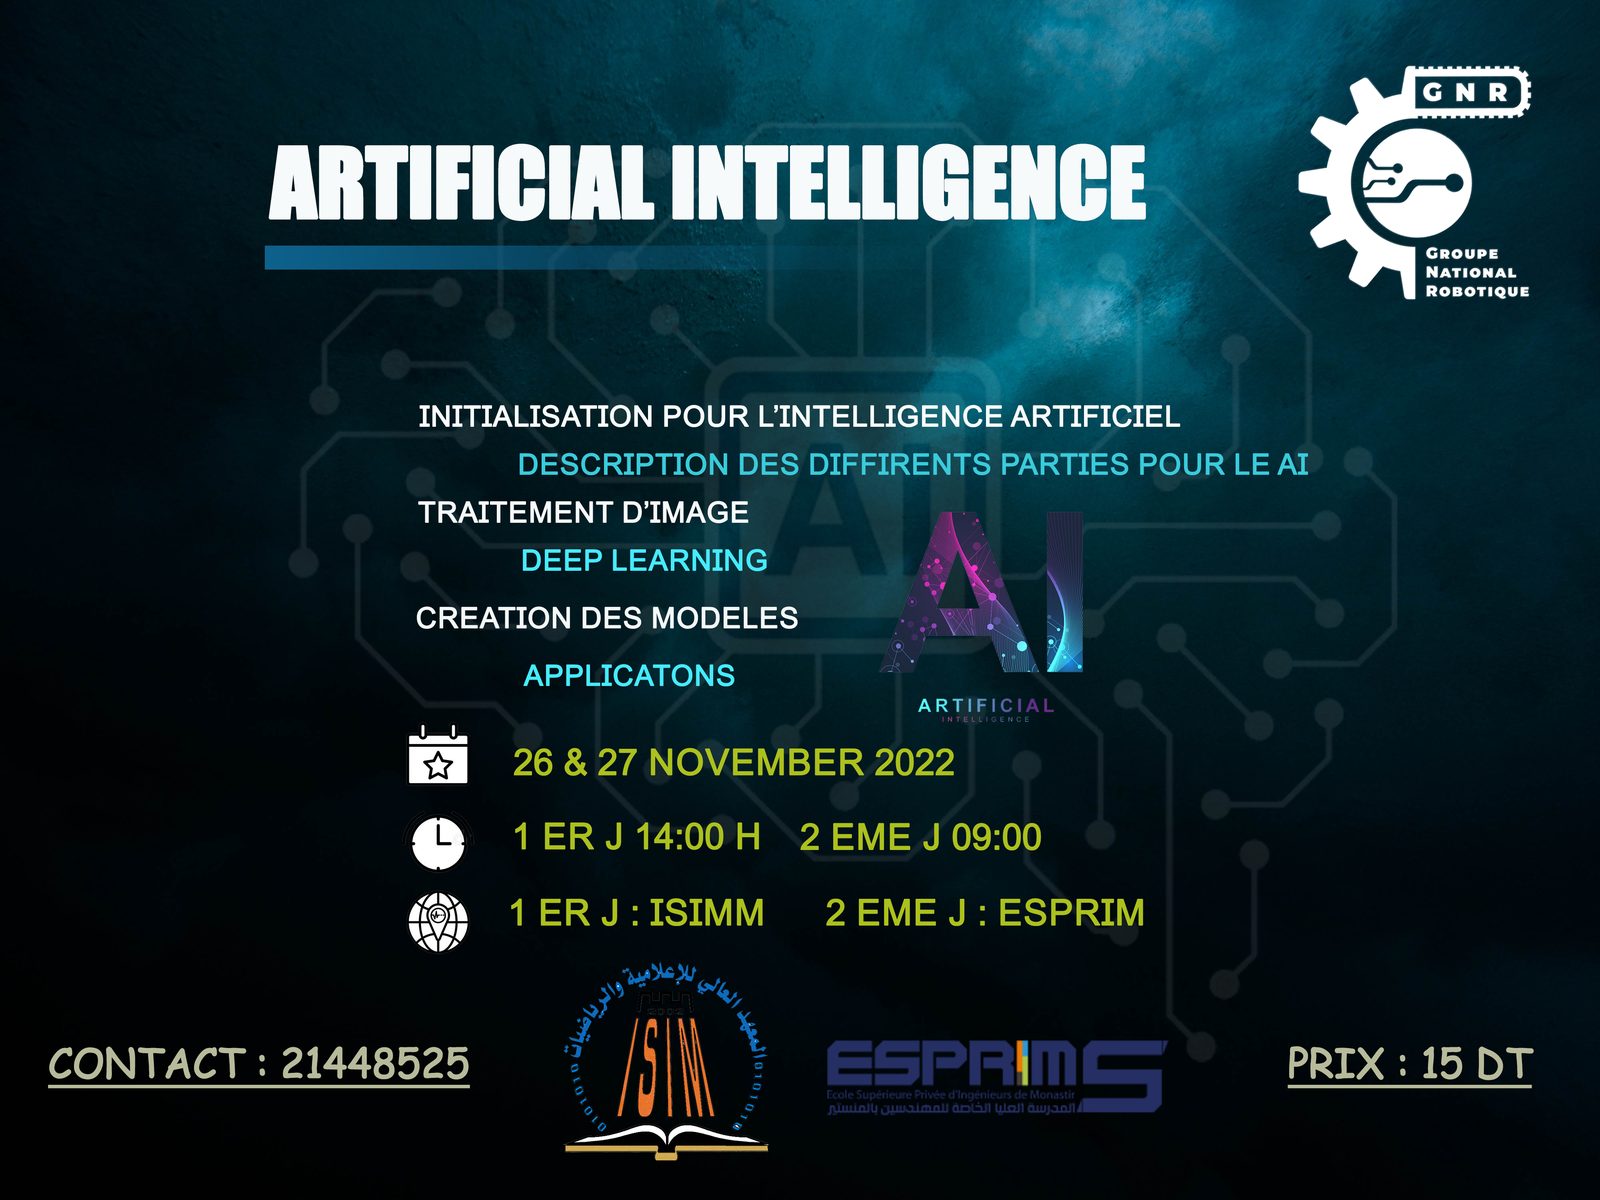 GNR
ARTIFICIAL INTELLIGENCE
GROUPE
NATIONAL
ROBOTIQUE
INITIALISATION POUR L’INTELLIGENCE ARTIFICIEL
DESCRIPTION DES DIFFIRENTS PARTIES POUR LE AI
TRAITEMENT D’IMAGE
DEEP LEARNING
CREATION DES MODELES
APPLICATONS
AI
AI
ARTIFICIAL
INTELLIGENCE
26 & 27 NOVEMBER 2022
1 ER J 14:00 H 2 EME J 09:00
1 ER J : ISIMM 2 EME J : ESPRIM
المعهد العالي للإعلامية والرياضيات
ISIM
CONTACT : 21448525
ESPRIMS
Ecole Supérieure Privée d'Ingénieurs de Monastir
المدرسة العليا الخاصة للمهندسين بالمنستير
PRIX : 15 DT